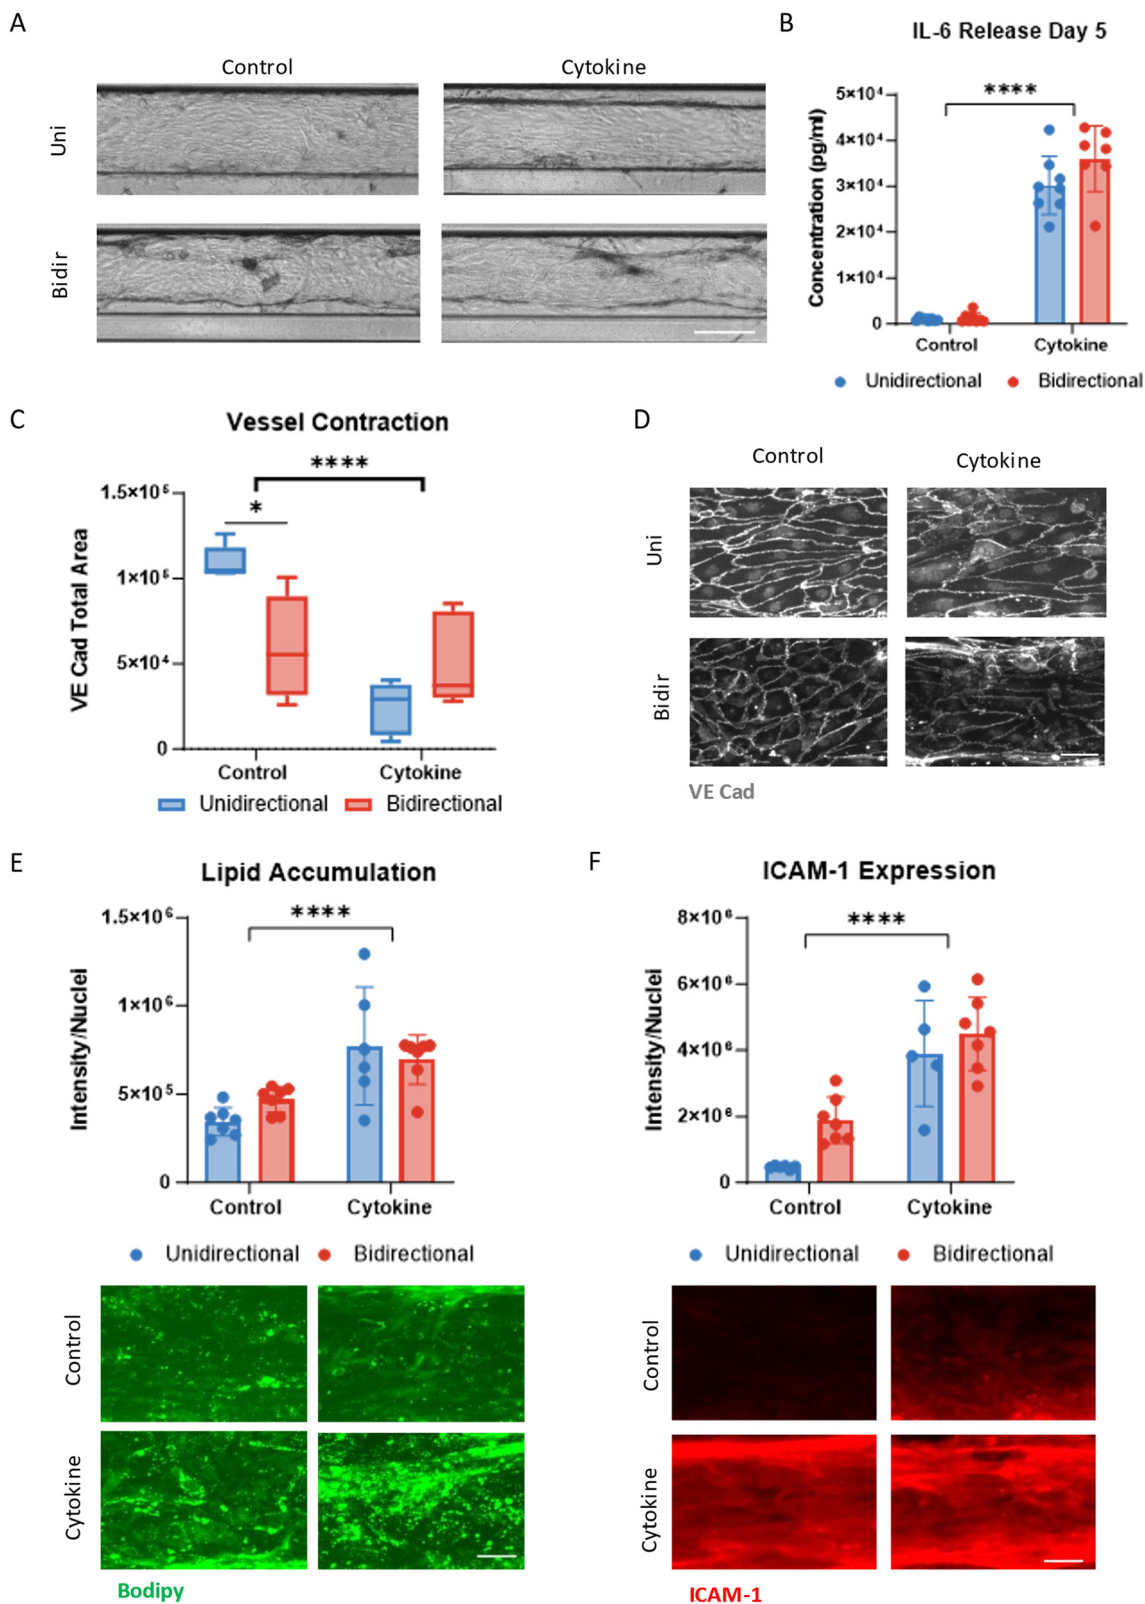 A
Control
Cytokine
Uni
Bidir
B
IL-6 Release Day 5
Concentration (pg/ml)
5×10⁴
4×10⁴
3×10⁴
2×10⁴
1×10⁴
0
****
Control
Cytokine
Unidirectional
Bidirectional
C
Vessel Contraction
VE Cad Total Area
1.5×10⁵
1×10⁵
5×10⁴
0
****
*
Control
Cytokine
Unidirectional
Bidirectional
D
Control
Cytokine
Uni
Bidir
VE Cad
E
Lipid Accumulation
Intensity/Nuclei
1.5×10⁶
1×10⁶
5×10⁵
0
****
Control
Cytokine
Unidirectional
Bidirectional
Control
Cytokine
Bodipy
F
ICAM-1 Expression
Intensity/Nuclei
8×10⁶
6×10⁶
4×10⁶
2×10⁶
0
****
Control
Cytokine
Unidirectional
Bidirectional
Control
Cytokine
ICAM-1